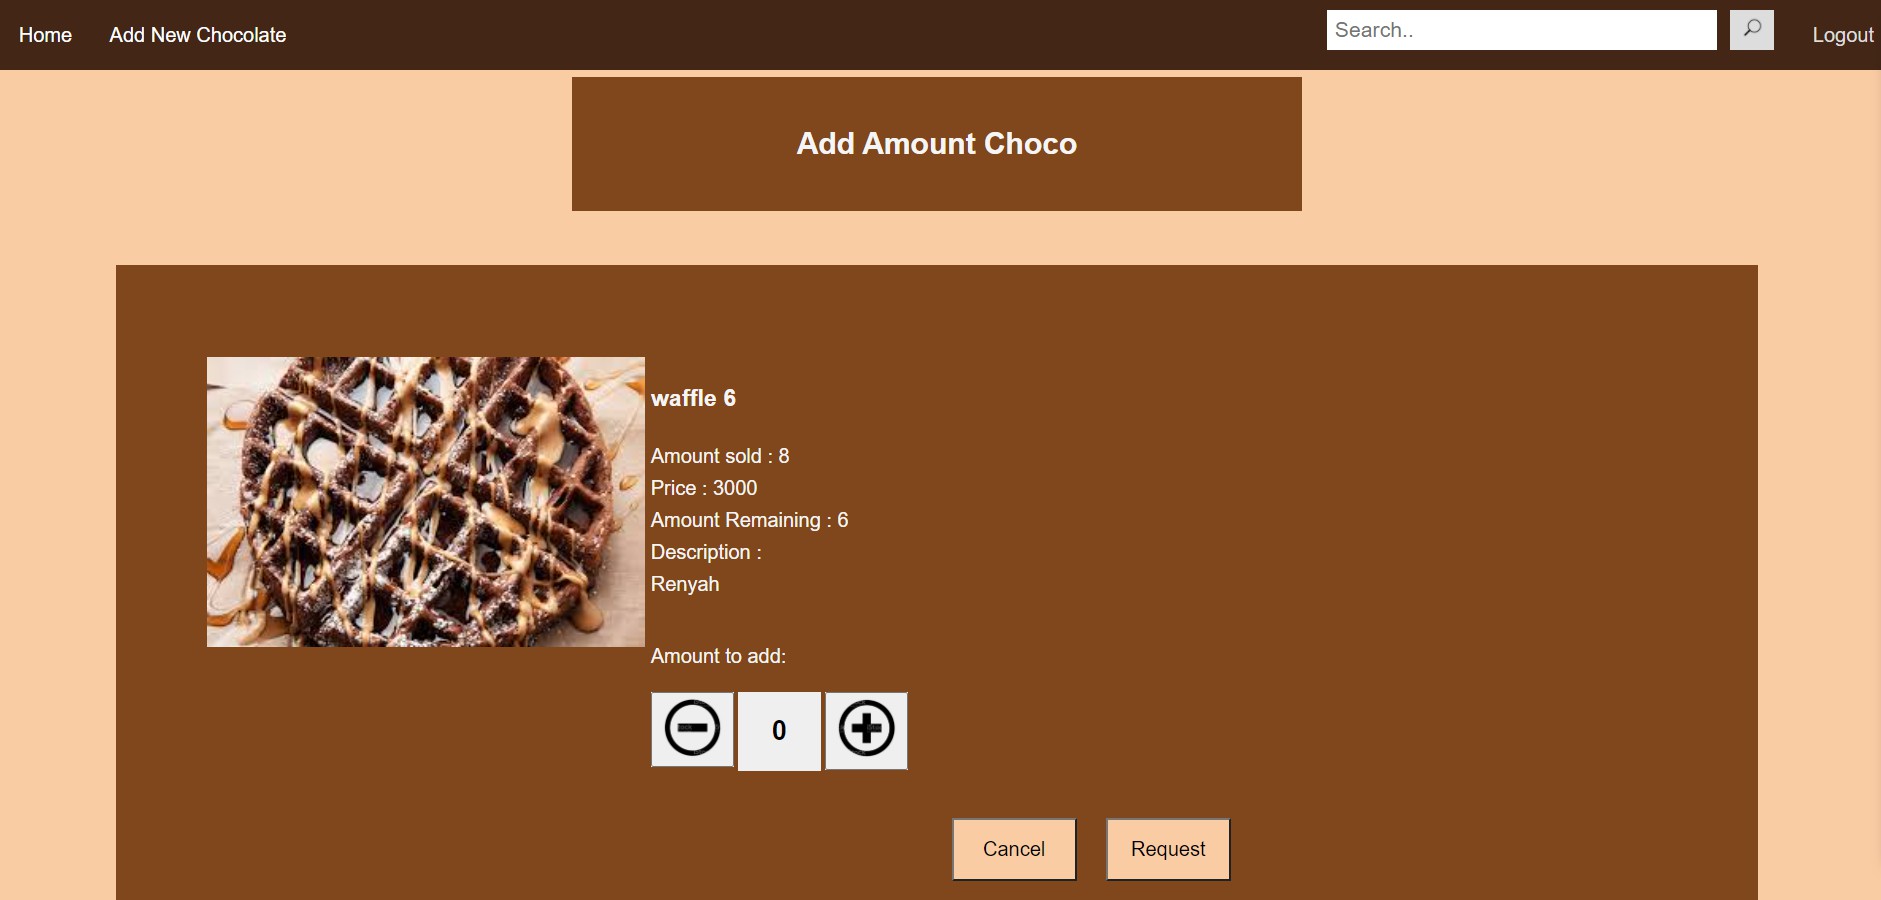 Home
Add New Chocolate
Search..
Logout
Add Amount Choco
waffle 6
Amount sold : 8
Price : 3000
Amount Remaining : 6
Description :
Renyah
Amount to add:
0
Cancel
Request